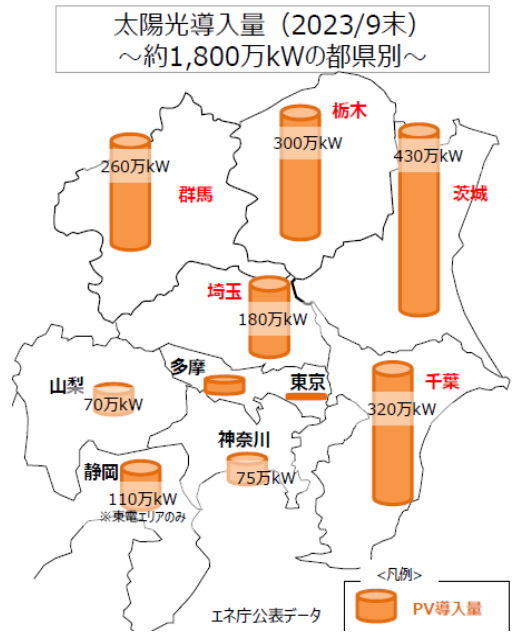 太陽光導入量（2023/9末）
～約1,800万kWの都県別～
栃木
300万kW
430万kW
260万kW
群馬
茨城
埼玉
180万kW
多摩
東京
千葉
山梨
70万kW
320万kW
神奈川
静岡
75万kW
110万kW
※東電エリアのみ
<凡例>
エネ庁公表データ
PV導入量